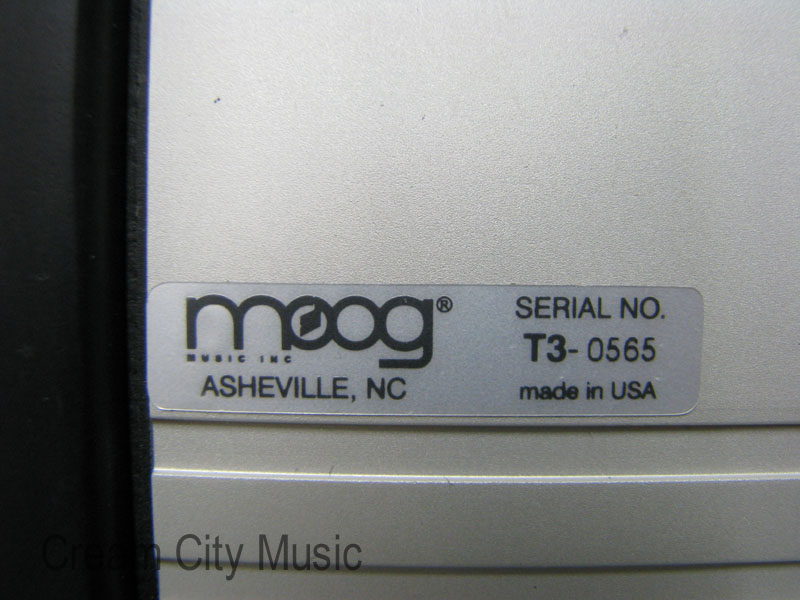 moog®
MUSIC INC
ASHEVILLE, NC
SERIAL NO.
T3-0565
made in USA
Cream City Music